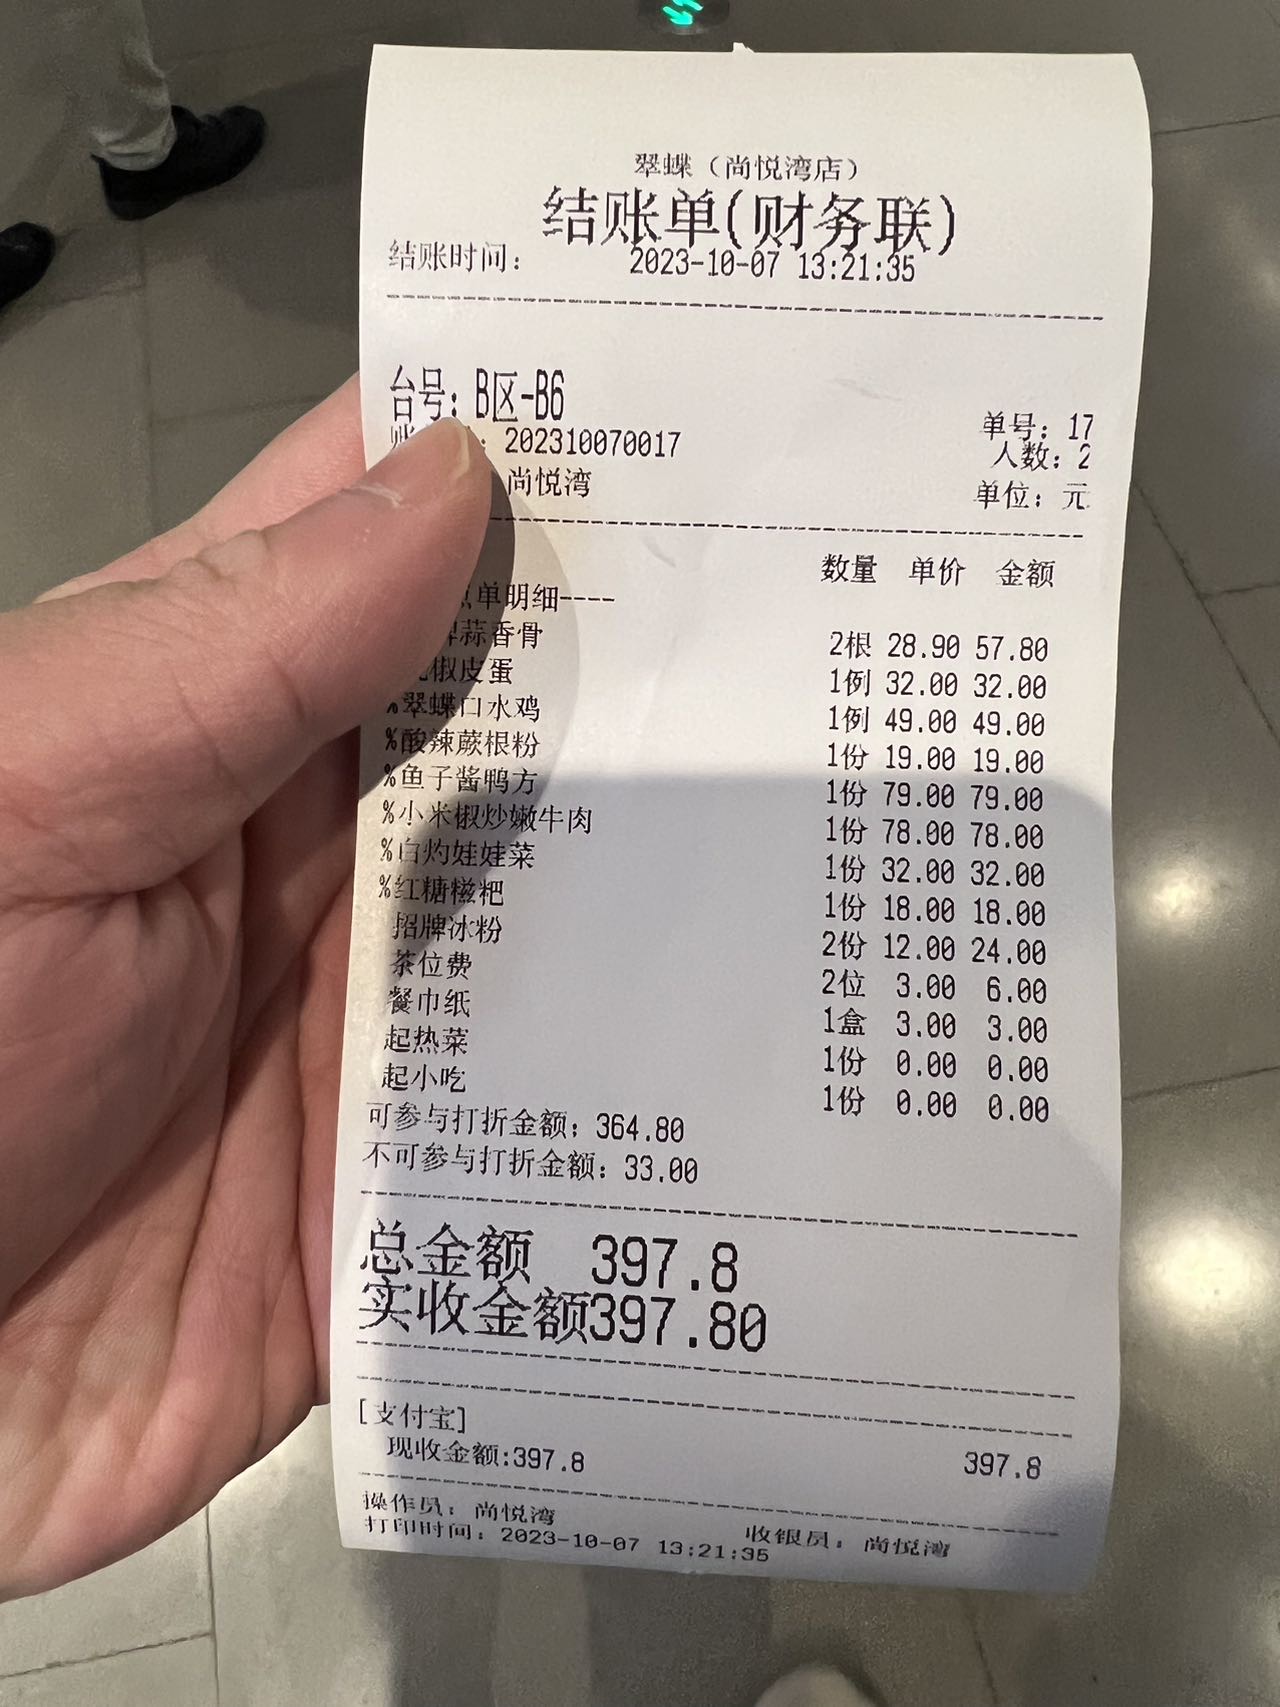 翠蝶（尚悦湾店）
结账单(财务联)
结账时间： 2023-10-07 13:21:35
台号：B区-B6
单号：17
账 ：202310070017
人数：2
尚悦湾
单位：元
数量 单价 金额
点单明细----
牌蒜香骨 2根 28.90 57.80
椒皮蛋 1例 32.00 32.00
%翠蝶口水鸡 1例 49.00 49.00
%酸辣蕨根粉 1份 19.00 19.00
%鱼子酱鸭方 1份 79.00 79.00
%小米椒炒嫩牛肉 1份 78.00 78.00
%白灼娃娃菜 1份 32.00 32.00
%红糖糍粑 1份 18.00 18.00
招牌冰粉 2份 12.00 24.00
茶位费 2位 3.00 6.00
餐巾纸 1盒 3.00 3.00
起热菜 1份 0.00 0.00
起小吃 1份 0.00 0.00
可参与打折金额；364.80
不可参与打折金额：33.00
总金额 397.8
实收金额397.80
[支付宝]
现收金额:397.8 397.8
操作员：尚悦湾 收银员：尚悦湾
打印时间：2023-10-07 13:21:35